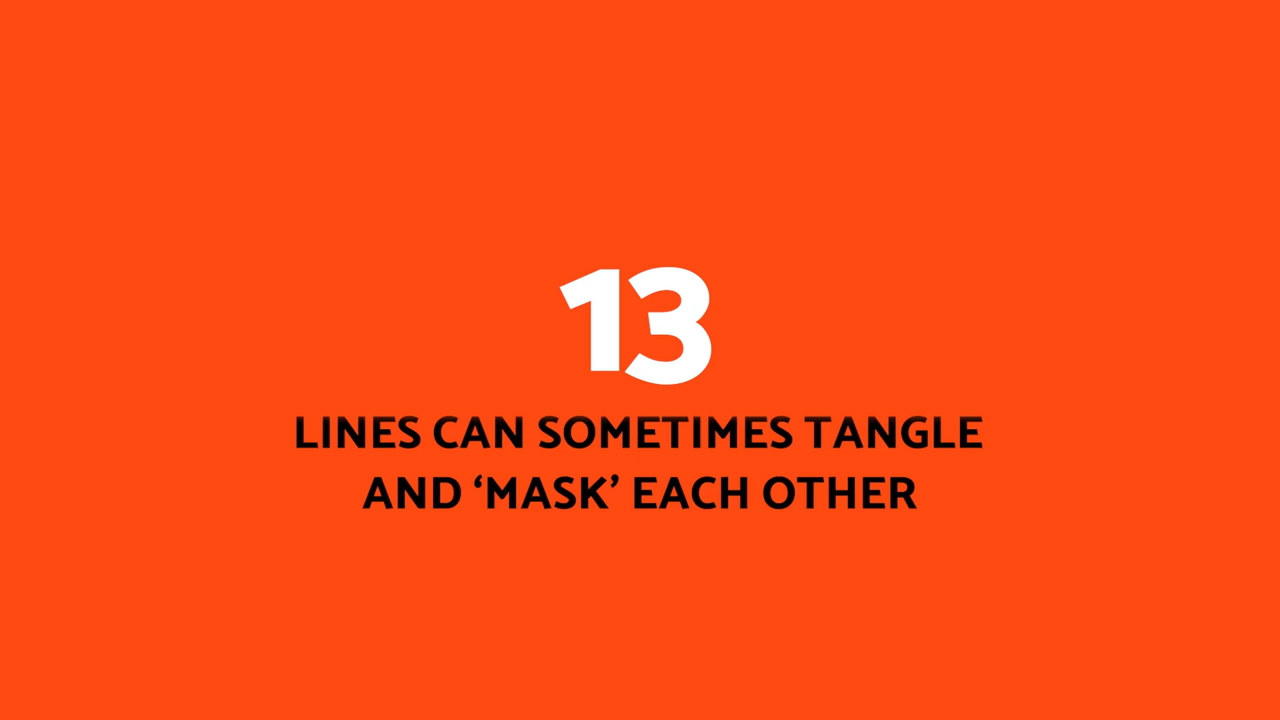 13
LINES CAN SOMETIMES TANGLE
AND ‘MASK’ EACH OTHER